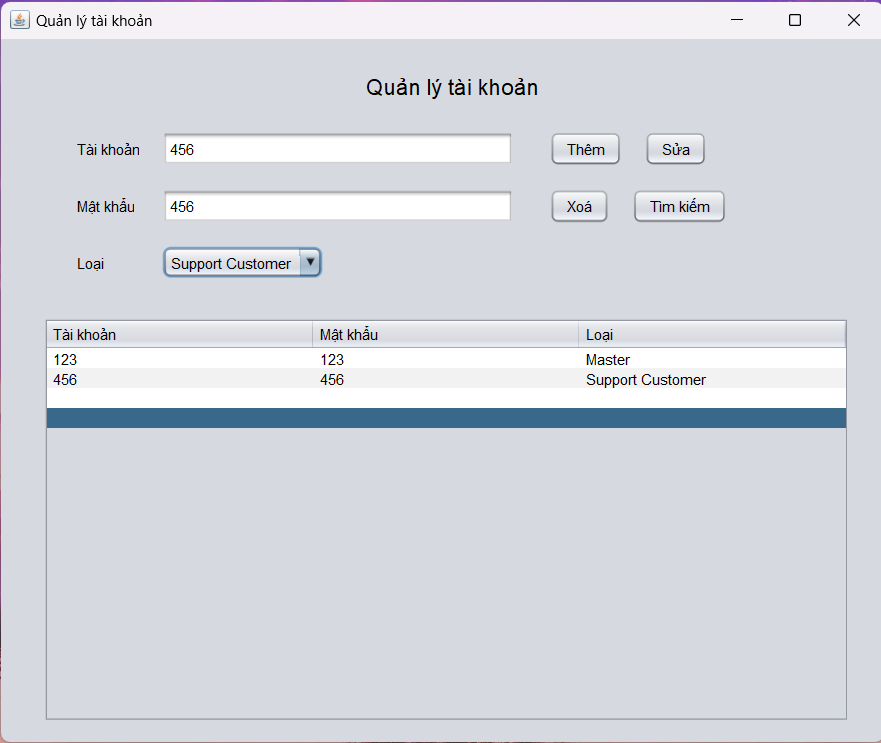 Quản lý tài khoản
Quản lý tài khoản
Tài khoản 456 Thêm Sửa
Mật khẩu 456 Xoá Tìm kiếm
Loại Support Customer
Tài khoản Mật khẩu Loại
123 123 Master
456 456 Support Customer